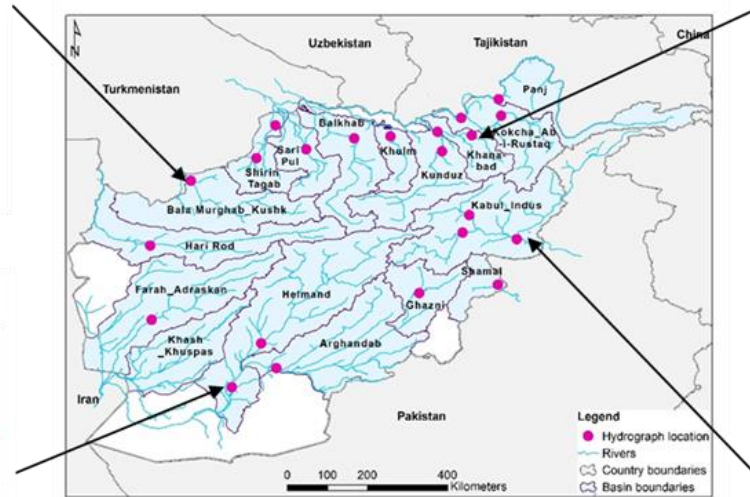 Z
Uzbekistan
Tajikistan
China
Turkmenistan
Panj
Balkhab
Kokcha_Ab
i-Rustaq
Sari
Pul
Khulm
Khana
bad
Shirin
Tagab
Kunduz
Bala Murghab_Kushk
Kabul_Indus
Hari Rod
Shamal
Farah_Adraskan
Helmand
Ghazni
Khash
_Khuspas
Arghandab
Iran
Pakistan
Legend
Hydrograph location
Rivers
Country boundaries
Basin boundaries
0 100 200 400
Kilometers